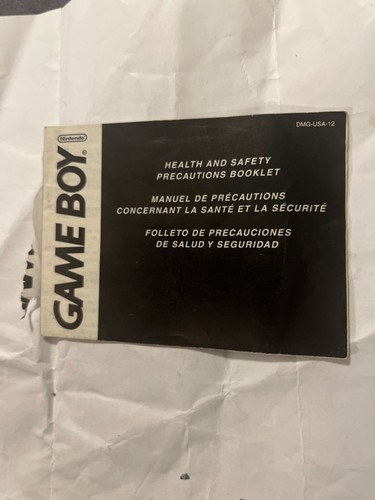 Nintendo®
GAME BOY®
DMG-USA-12
HEALTH AND SAFETY
PRECAUTIONS BOOKLET
MANUEL DE PRÉCAUTIONS
CONCERNANT LA SANTÉ ET LA SÉCURITÉ
FOLLETO DE PRECAUCIONES
DE SALUD Y SEGURIDAD